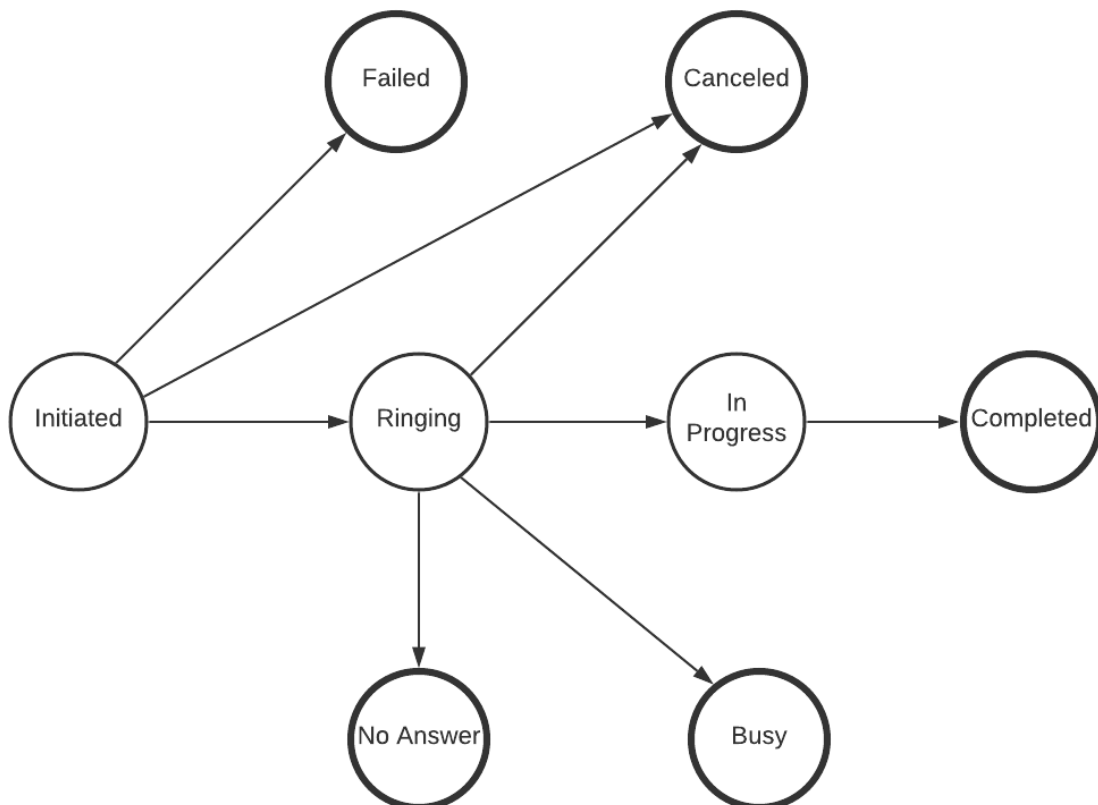 Failed
Canceled
Initiated
Ringing
In
Progress
Completed
No Answer
Busy